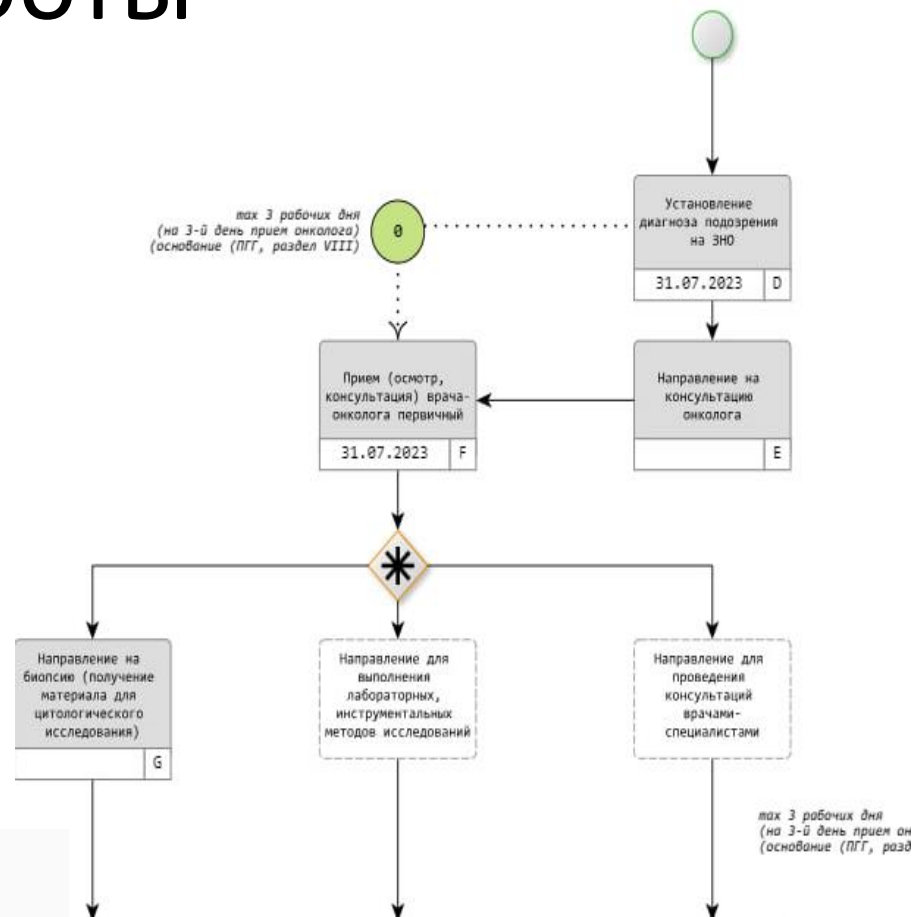 Установление
диагноза подозрения
на ЗНО
31.07.2023 D
max 3 рабочих дня
(на 3-й день прием онколога)
(основание (ПГГ, раздел VIII)
0
Прием (осмотр,
консультация) врача-
онколога первичный
31.07.2023 F
Направление на
консультацию
онколога
E
Направление на
биопсию (получение
материала для
цитологического
исследования)
G
Направление для
выполнения
лабораторных,
инструментальных
методов исследований
Направление для
проведения
консультаций
врачами-
специалистами
max 3 рабочих дня
(на 3-й день прием
(основание (ПГГ,